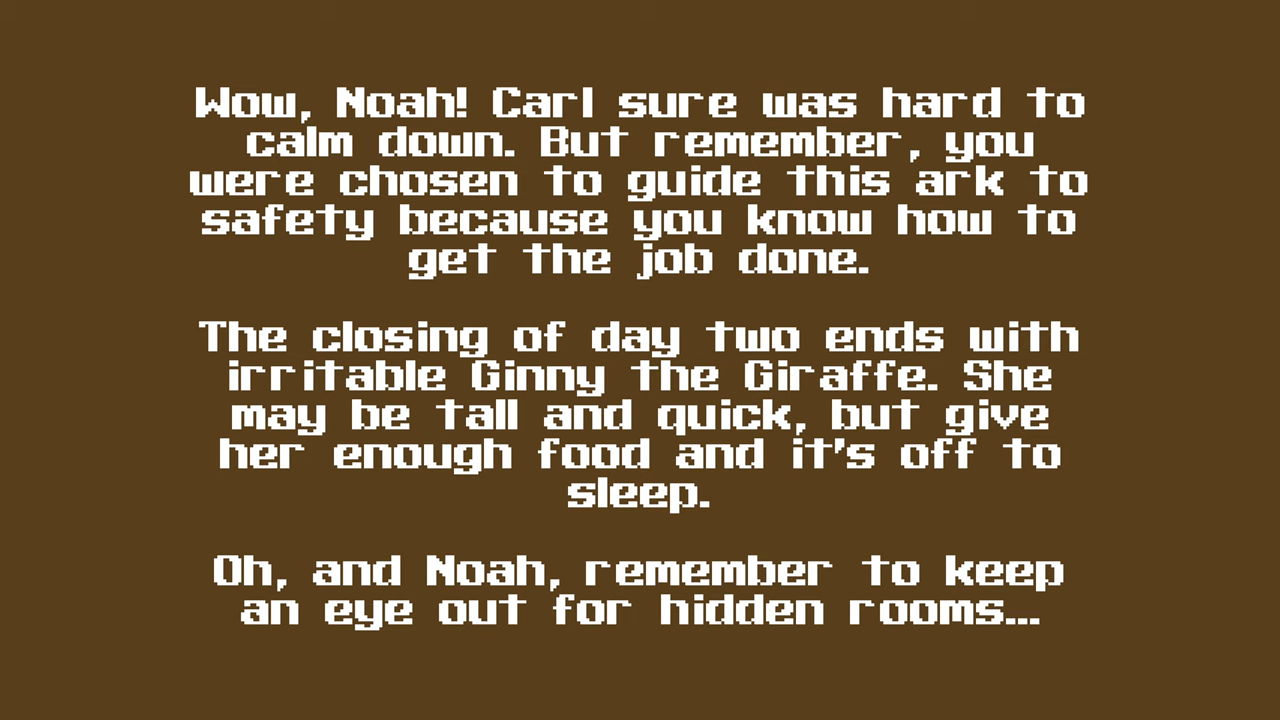 Wow, Noah! Carl sure was hard to
calm down. But remember, you
were chosen to guide this ark to
safety because you know how to
get the job done.
The closing of day two ends with
irritable Ginny the Giraffe. She
may be tall and quick, but give
her enough food and it's off to
sleep.
Oh, and Noah, remember to keep
an eye out for hidden rooms...